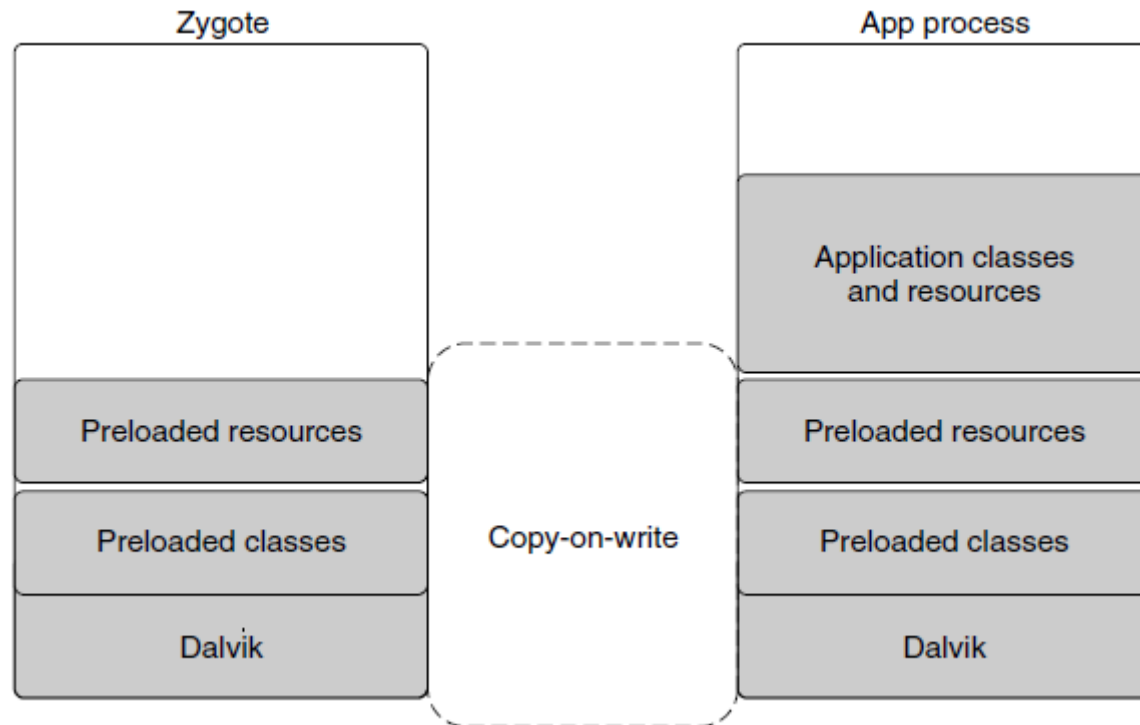 Zygote
App process
Application classes
and resources
Preloaded resources
Preloaded resources
Preloaded classes
Copy-on-write
Preloaded classes
Dalvik
Dalvik